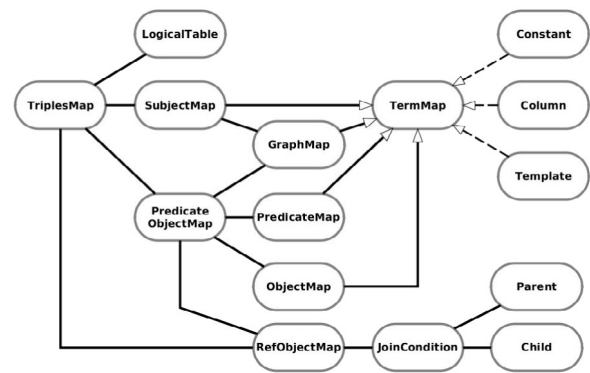 LogicalTable
Constant
TriplesMap
SubjectMap
TermMap
Column
GraphMap
Template
Predicate
ObjectMap
PredicateMap
ObjectMap
Parent
RefObjectMap
JoinCondition
Child